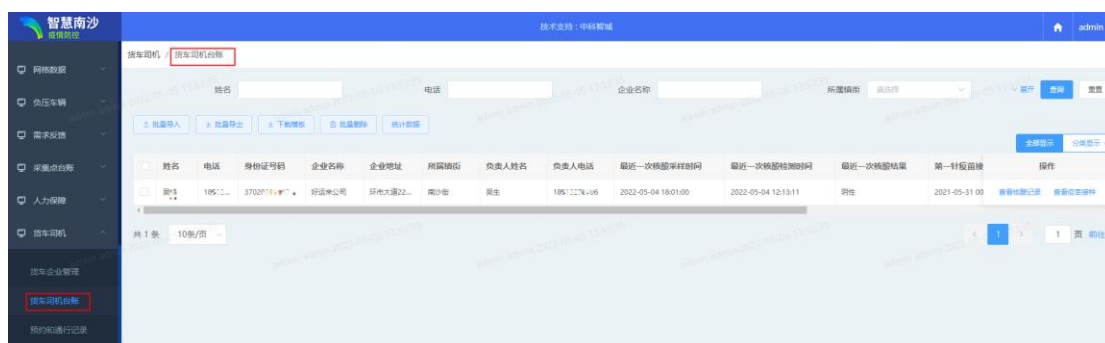 智慧南沙
疫情防控
技术支持：中科智城
admin
网格数据
负压车辆
需求反馈
采集点台账
人力保障
货车司机
货车企业管理
货车司机台账
预约和通行记录
货车司机 / 货车司机台账
姓名 电话 企业名称 所属镇街 请选择 展开 查询 重置
批量导入 批量导出 下载模板 批量删除 统计数据
全部显示 分类显示
姓名 电话 身份证号码 企业名称 企业地址 所属镇街 负责人姓名 负责人电话 最近一次核酸采样时间 最近一次核酸检测时间 最近一次核酸结果 第一针疫苗接 操作
好运来公司 环市大道22... 南沙街 吴生 2022-05-04 18:01:00 2022-05-04 12:13:11 阴性 2021-05-31 00 查看核酸记录 查看疫苗接种
共 1 条 10条/页 1 1 页 前往